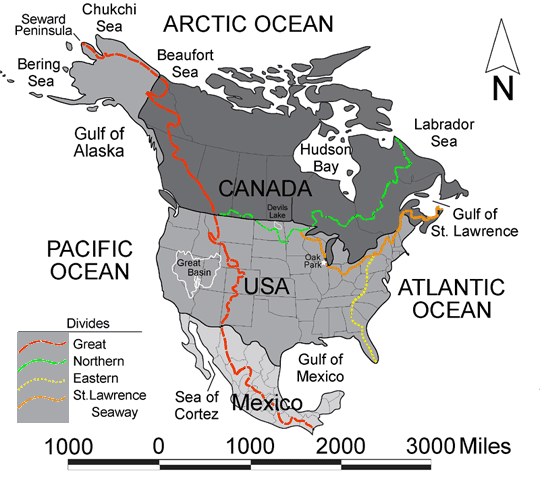 Chukchi
Sea
ARCTIC OCEAN
Seward
Peninsula
Beaufort
Sea
Bering
Sea
N
Gulf of
Alaska
Labrador
Sea
Hudson
Bay
CANADA
Devils
Lake
Gulf of
St. Lawrence
PACIFIC
OCEAN
Great
Basin
Oak
Park
USA
ATLANTIC
OCEAN
Divides
Great
Northern
Eastern
St.Lawrence
Seaway
Gulf of
Mexico
Sea of
Cortez
Mexico
1000 0 1000 2000 3000 Miles